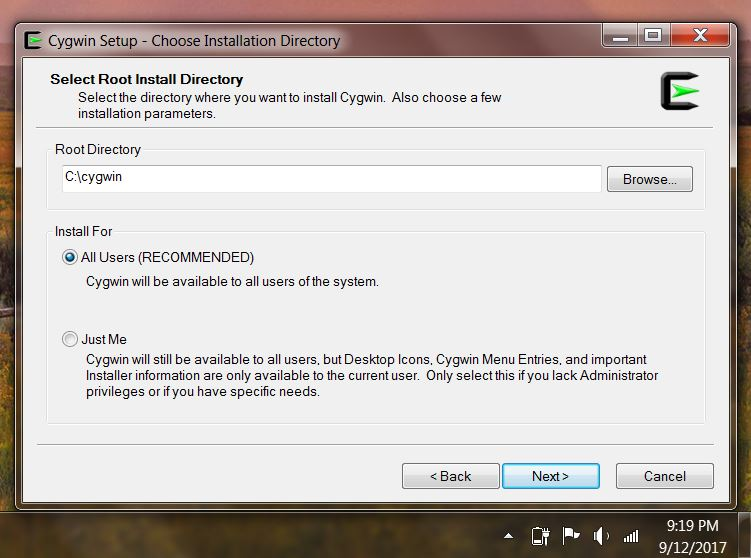 Cygwin Setup - Choose Installation Directory
Select Root Install Directory
Select the directory where you want to install Cygwin. Also choose a few
installation parameters.
Root Directory
C:\cygwin
Browse...
Install For
All Users (RECOMMENDED)
Cygwin will be available to all users of the system.
Just Me
Cygwin will still be available to all users, but Desktop Icons, Cygwin Menu Entries, and important
Installer information are only available to the current user. Only select this if you lack Administrator
privileges or if you have specific needs.
< Back
Next >
Cancel
9:19 PM
9/12/2017